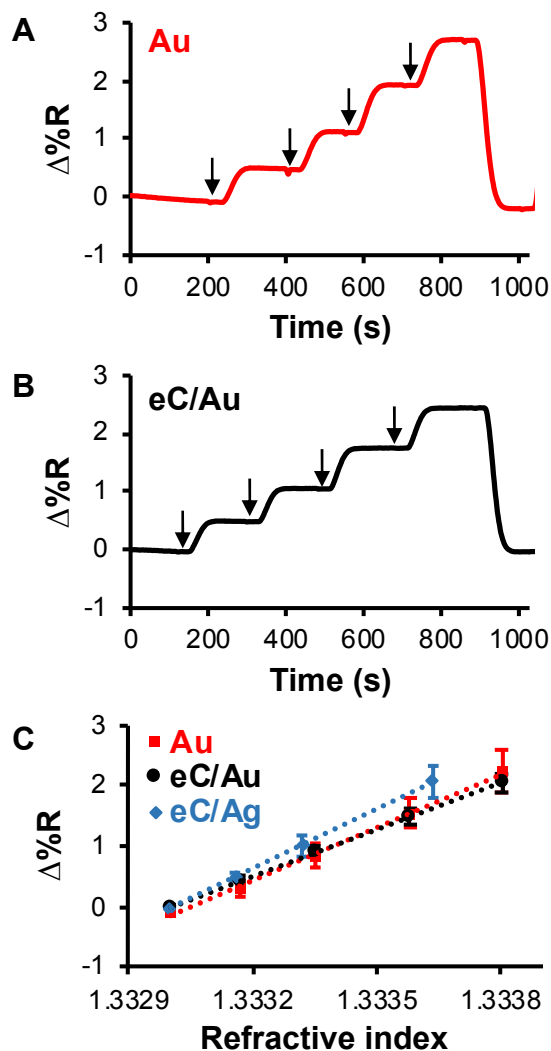 A
Au
3
2
1
0
-1
Δ%R
0 200 400 600 800 1000
Time (s)
B
eC/Au
3
2
1
0
-1
Δ%R
0 200 400 600 800 1000
Time (s)
C
Au
eC/Au
eC/Ag
3
2
1
0
-1
Δ%R
1.3329 1.3332 1.3335 1.3338
Refractive index